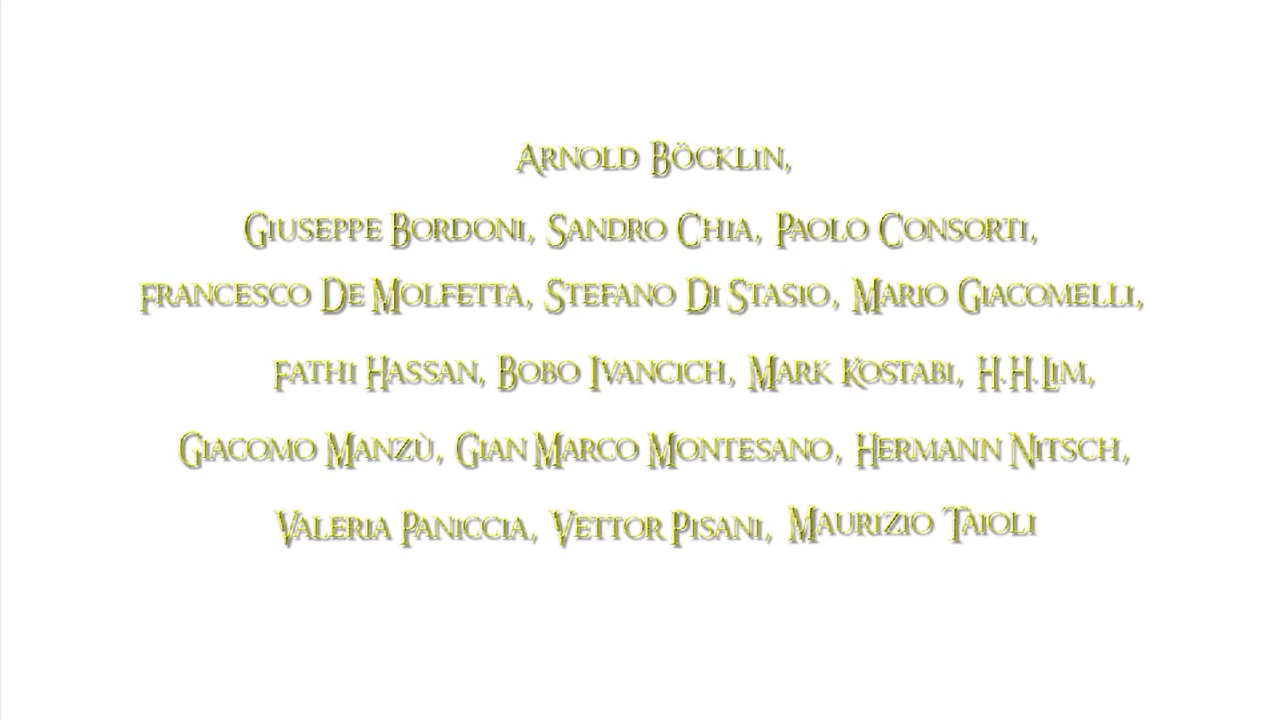 Arnold Böcklin,
Giuseppe Bordoni, Sandro Chia, Paolo Consorti,
Francesco De Molfetta, Stefano Di Stasio, Mario Giacomelli,
Fathi Hassan, Bobo Ivancich, Mark Kostabi, H.H.Lim,
Giacomo Manzù, Gian Marco Montesano, Hermann Nitsch,
Valeria Paniccia, Vettor Pisani, Maurizio Taioli